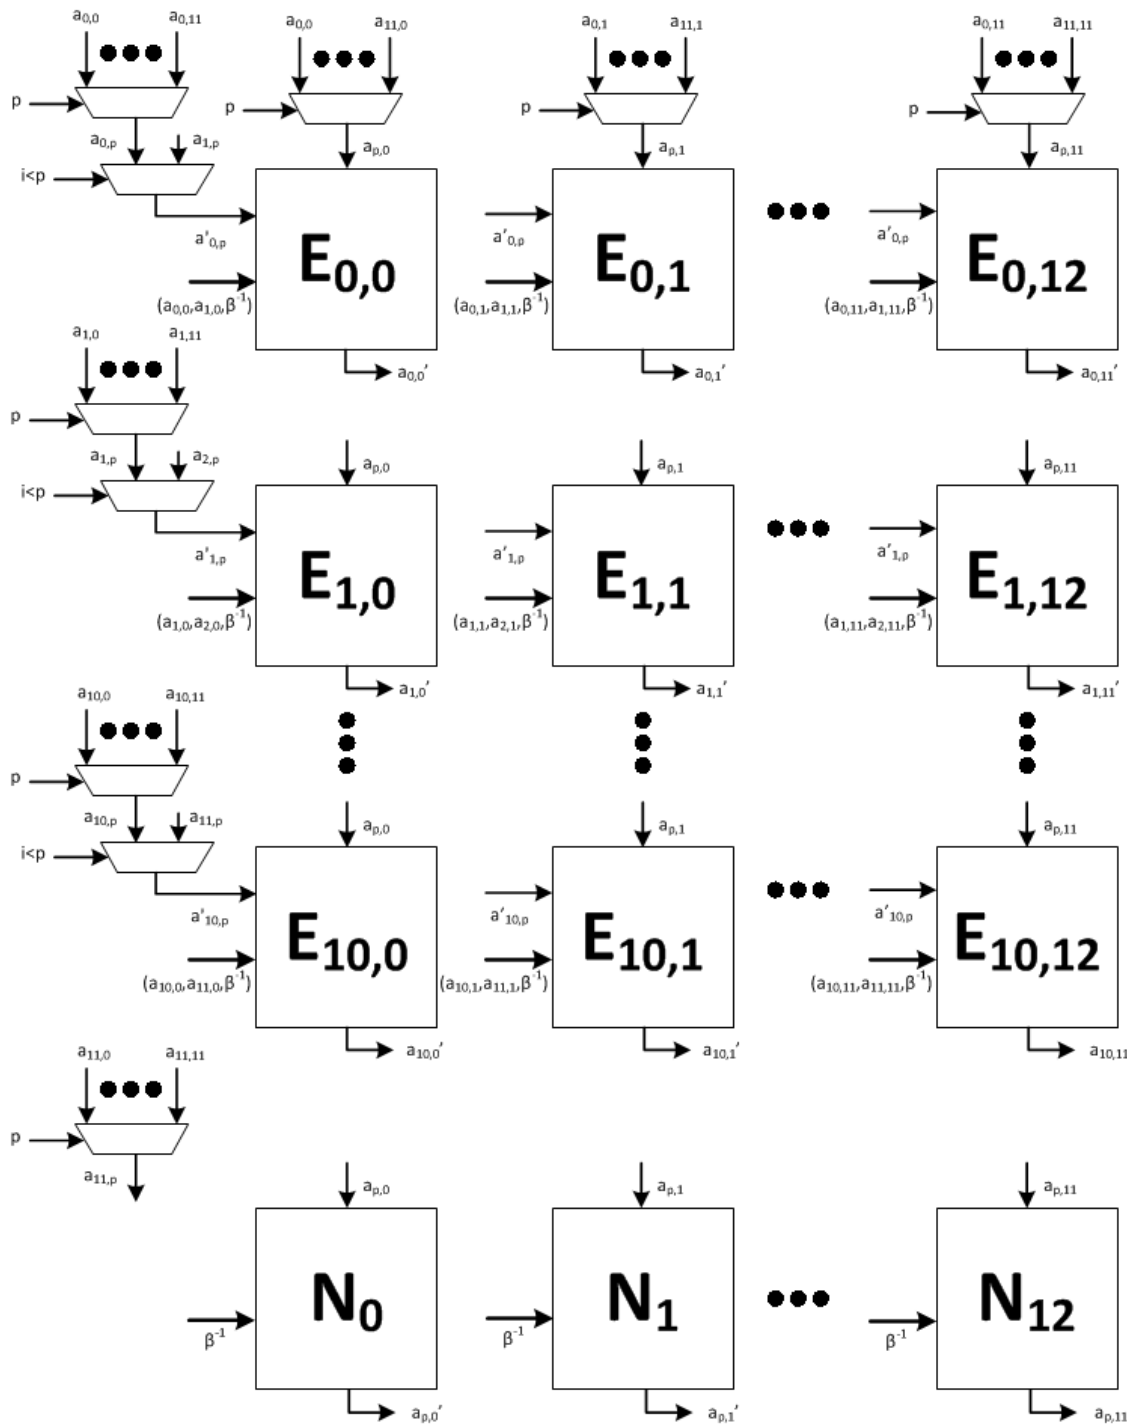 a0,0 a0,11 a0,0 a11,0 a0,1 a11,1 a0,11 a11,11
p p p p
a0,p a1,p ap,0 ap,1 ap,11
i<p
a'0,p a'0,p a'0,p
E0,0 E0,1 E0,12
(a0,0,a1,0,β-1) (a0,1,a1,1,β-1) (a0,11,a1,11,β-1)
a1,0 a1,11
a0,0' a0,1' a0,11'
p
a1,p a2,p ap,0 ap,1 ap,11
i<p
a'1,p a'1,p a'1,p
E1,0 E1,1 E1,12
(a1,0,a2,0,β-1) (a1,1,a2,1,β-1) (a1,11,a2,11,β-1)
a1,0' a1,1' a1,11'
a10,0 a10,11
p
a10,p a11,p ap,0 ap,1 ap,11
i<p
a'10,p a'10,p a'10,p
E10,0 E10,1 E10,12
(a10,0,a11,0,β-1) (a10,1,a11,1,β-1) (a10,11,a11,11,β-1)
a10,0' a10,1' a10,11
a11,0 a11,11
p
a11,p ap,0 ap,1 ap,11
N0 N1 N12
β-1 β-1 β-1
ap,0' ap,1' ap,11